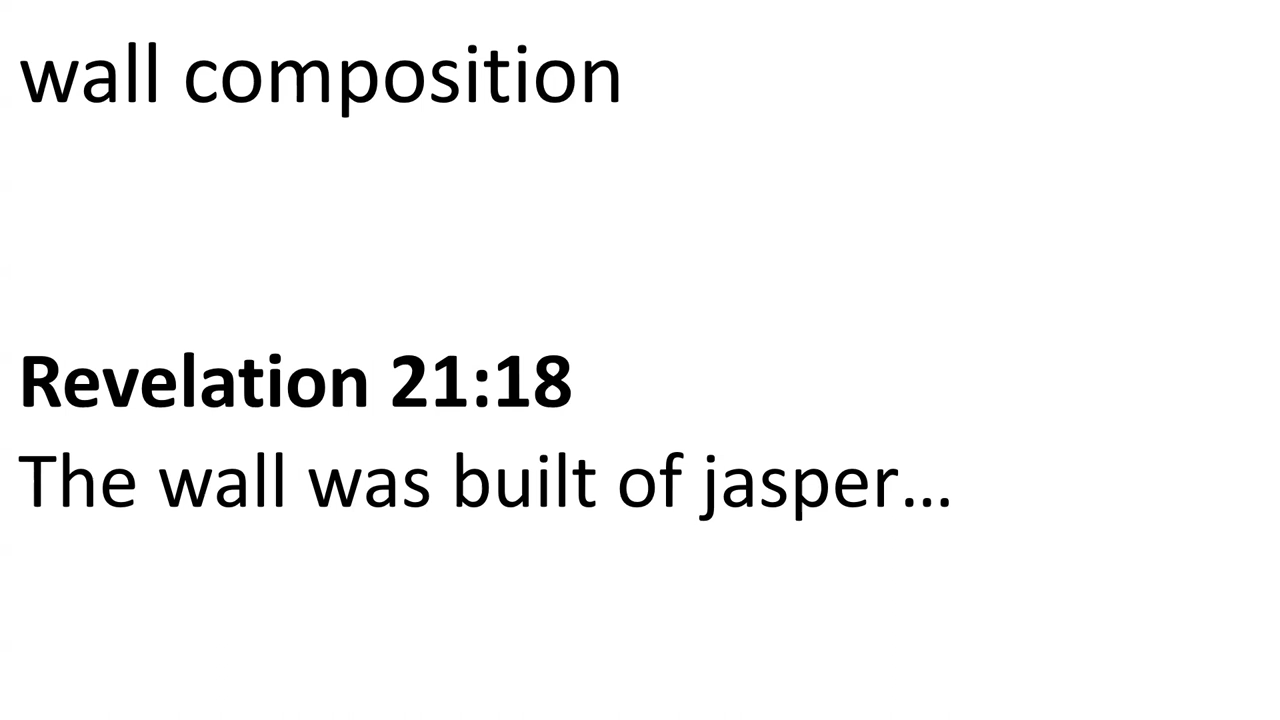 wall composition
Revelation 21:18
The wall was built of jasper…